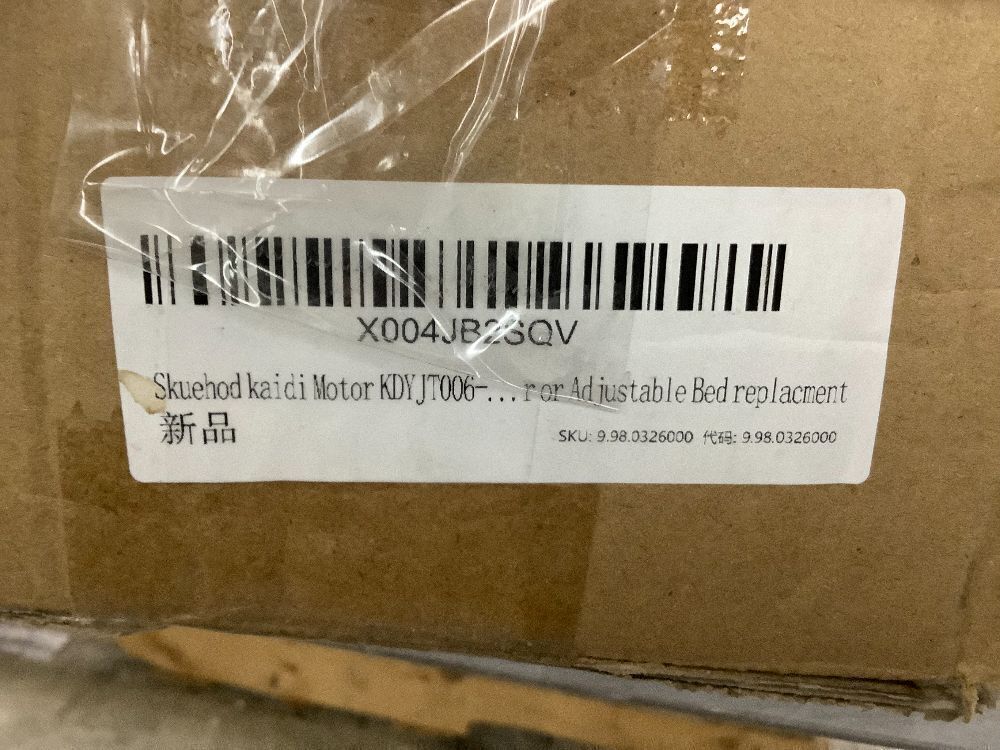 X004JB2SQV
Skuehod kaidi Motor KDYJT006-...r or Adjustable Bed replacment
新品
SKU: 9.98.0326000 代码: 9.98.0326000